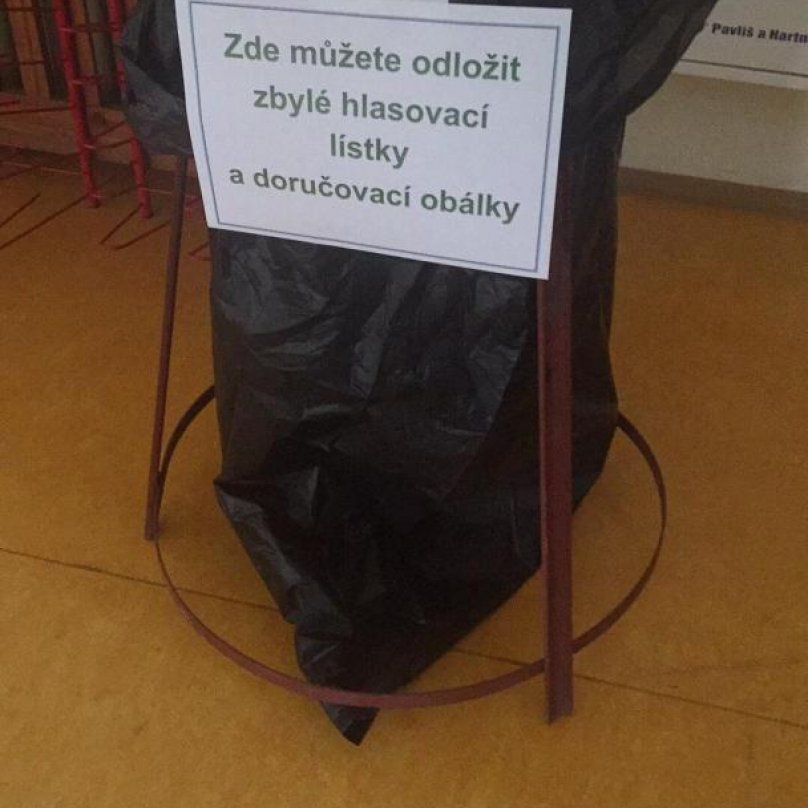 Zde můžete odložit
zbylé hlasovací
lístky
a doručovací obálky
Pavliš a Hartm